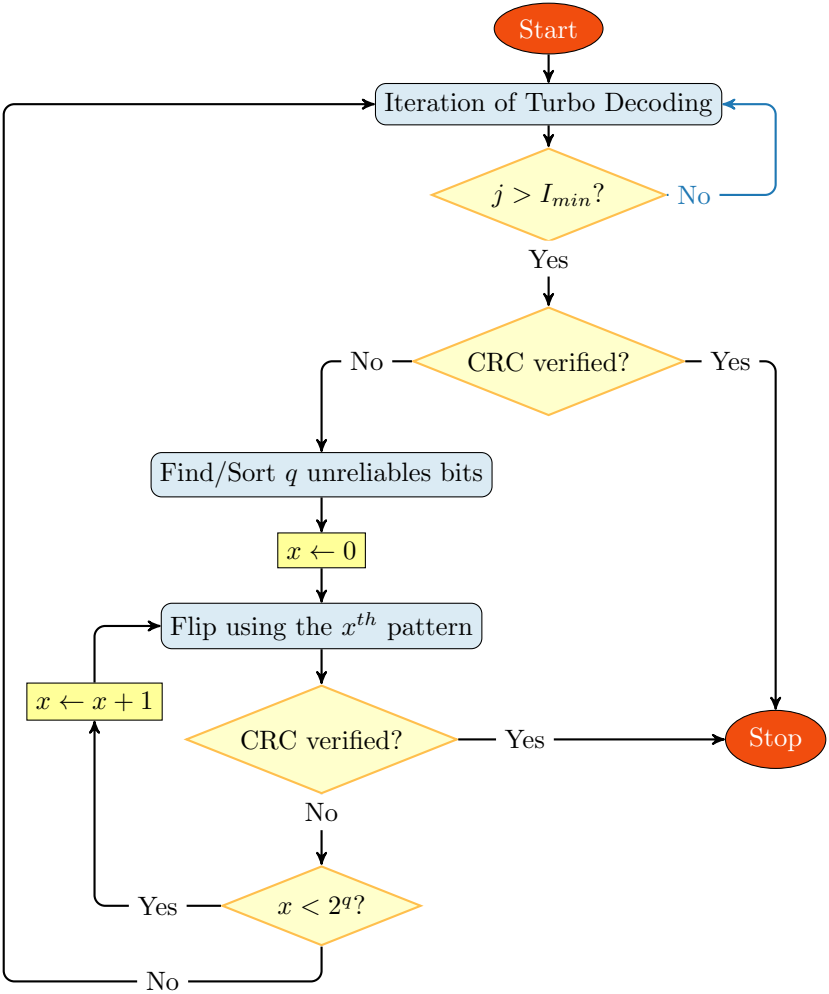 Start
Iteration of Turbo Decoding
j > I_{min}?
No
Yes
CRC verified?
No
Yes
Find/Sort q unreliables bits
x ← 0
Flip using the x^{th} pattern
x ← x + 1
CRC verified?
Yes
Stop
No
x < 2^q?
Yes
No